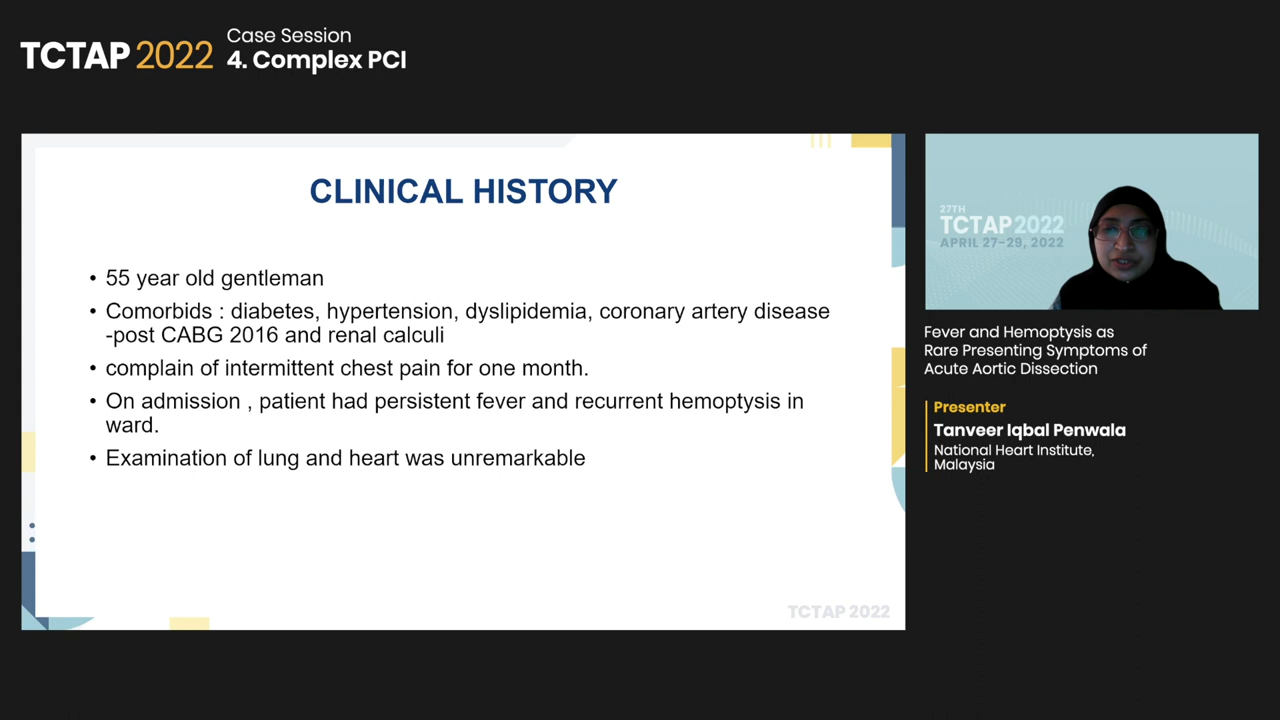 TCTAP 2022
Case Session
4. Complex PCI
CLINICAL HISTORY
• 55 year old gentleman
• Comorbids : diabetes, hypertension, dyslipidemia, coronary artery disease
-post CABG 2016 and renal calculi
• complain of intermittent chest pain for one month.
• On admission , patient had persistent fever and recurrent hemoptysis in
ward.
• Examination of lung and heart was unremarkable
TCTAP 2022
27TH
TCTAP 2022
APRIL 27-29, 2022
Fever and Hemoptysis as
Rare Presenting Symptoms of
Acute Aortic Dissection
Presenter
Tanveer Iqbal Penwala
National Heart Institute,
Malaysia